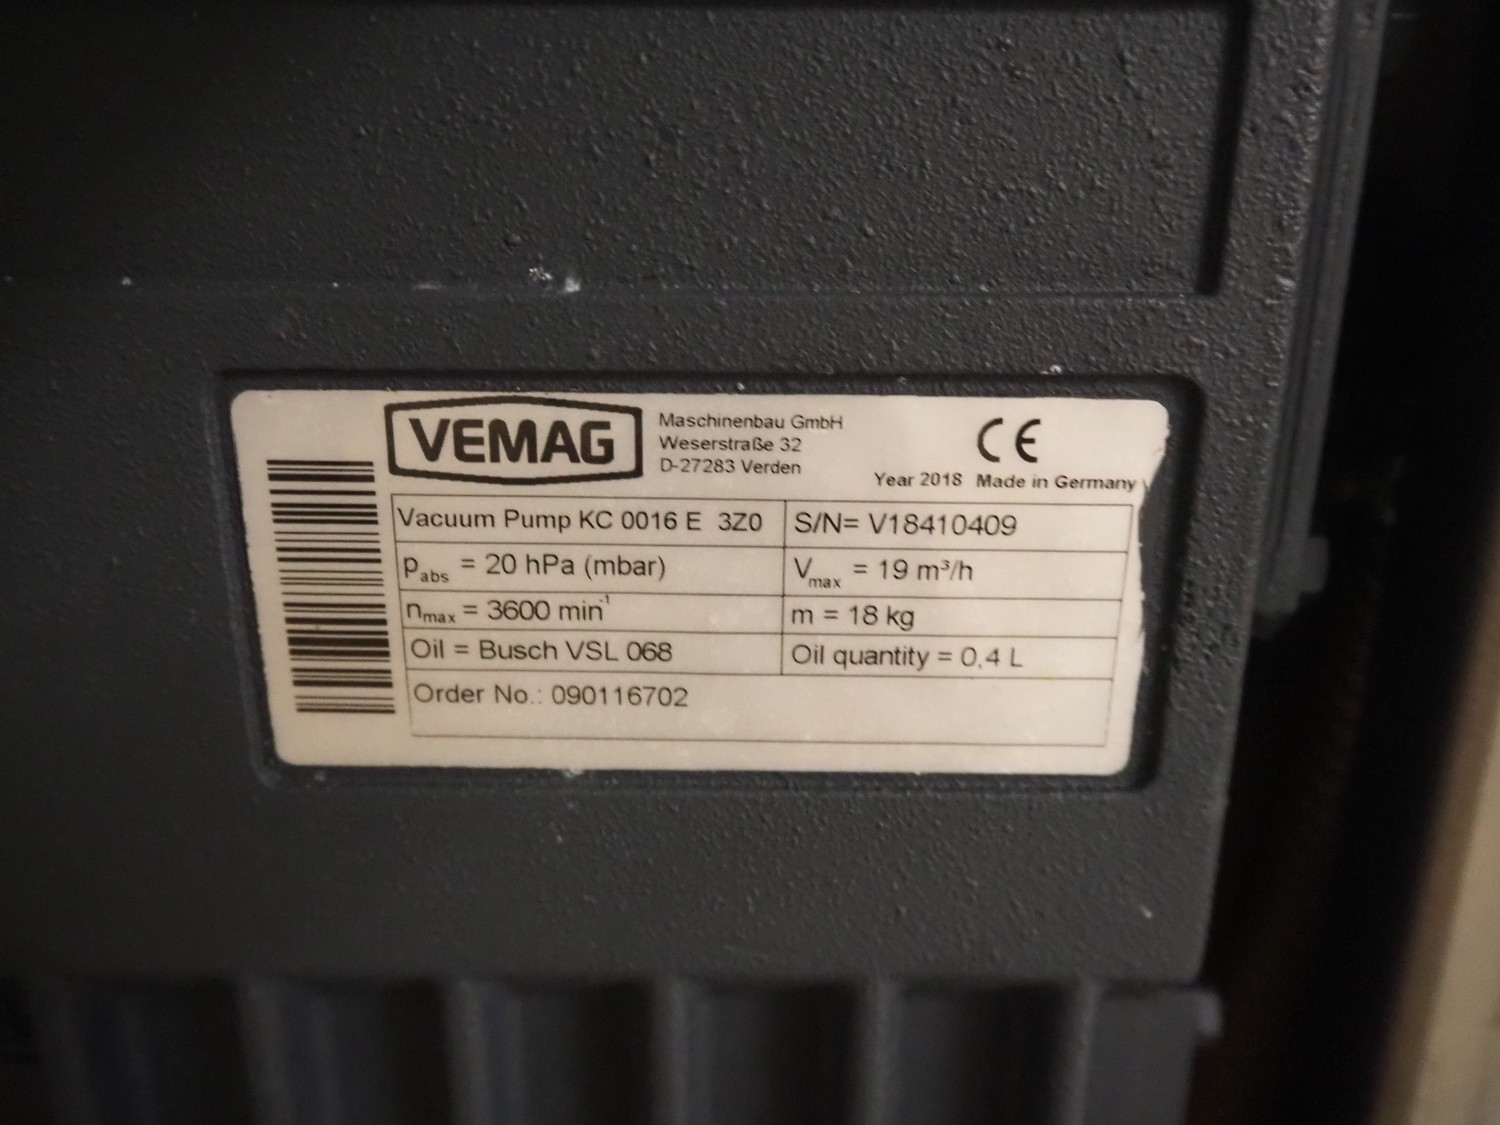 VEMAG
Maschinenbau GmbH
Weserstraße 32
D-27283 Verden
CE
Year 2018 Made in Germany
Vacuum Pump KC 0016 E 3Z0
S/N= V18410409
pabs = 20 hPa (mbar)
Vmax = 19 m³/h
nmax = 3600 min⁻¹
m = 18 kg
Oil = Busch VSL 068
Oil quantity = 0,4 L
Order No.: 090116702